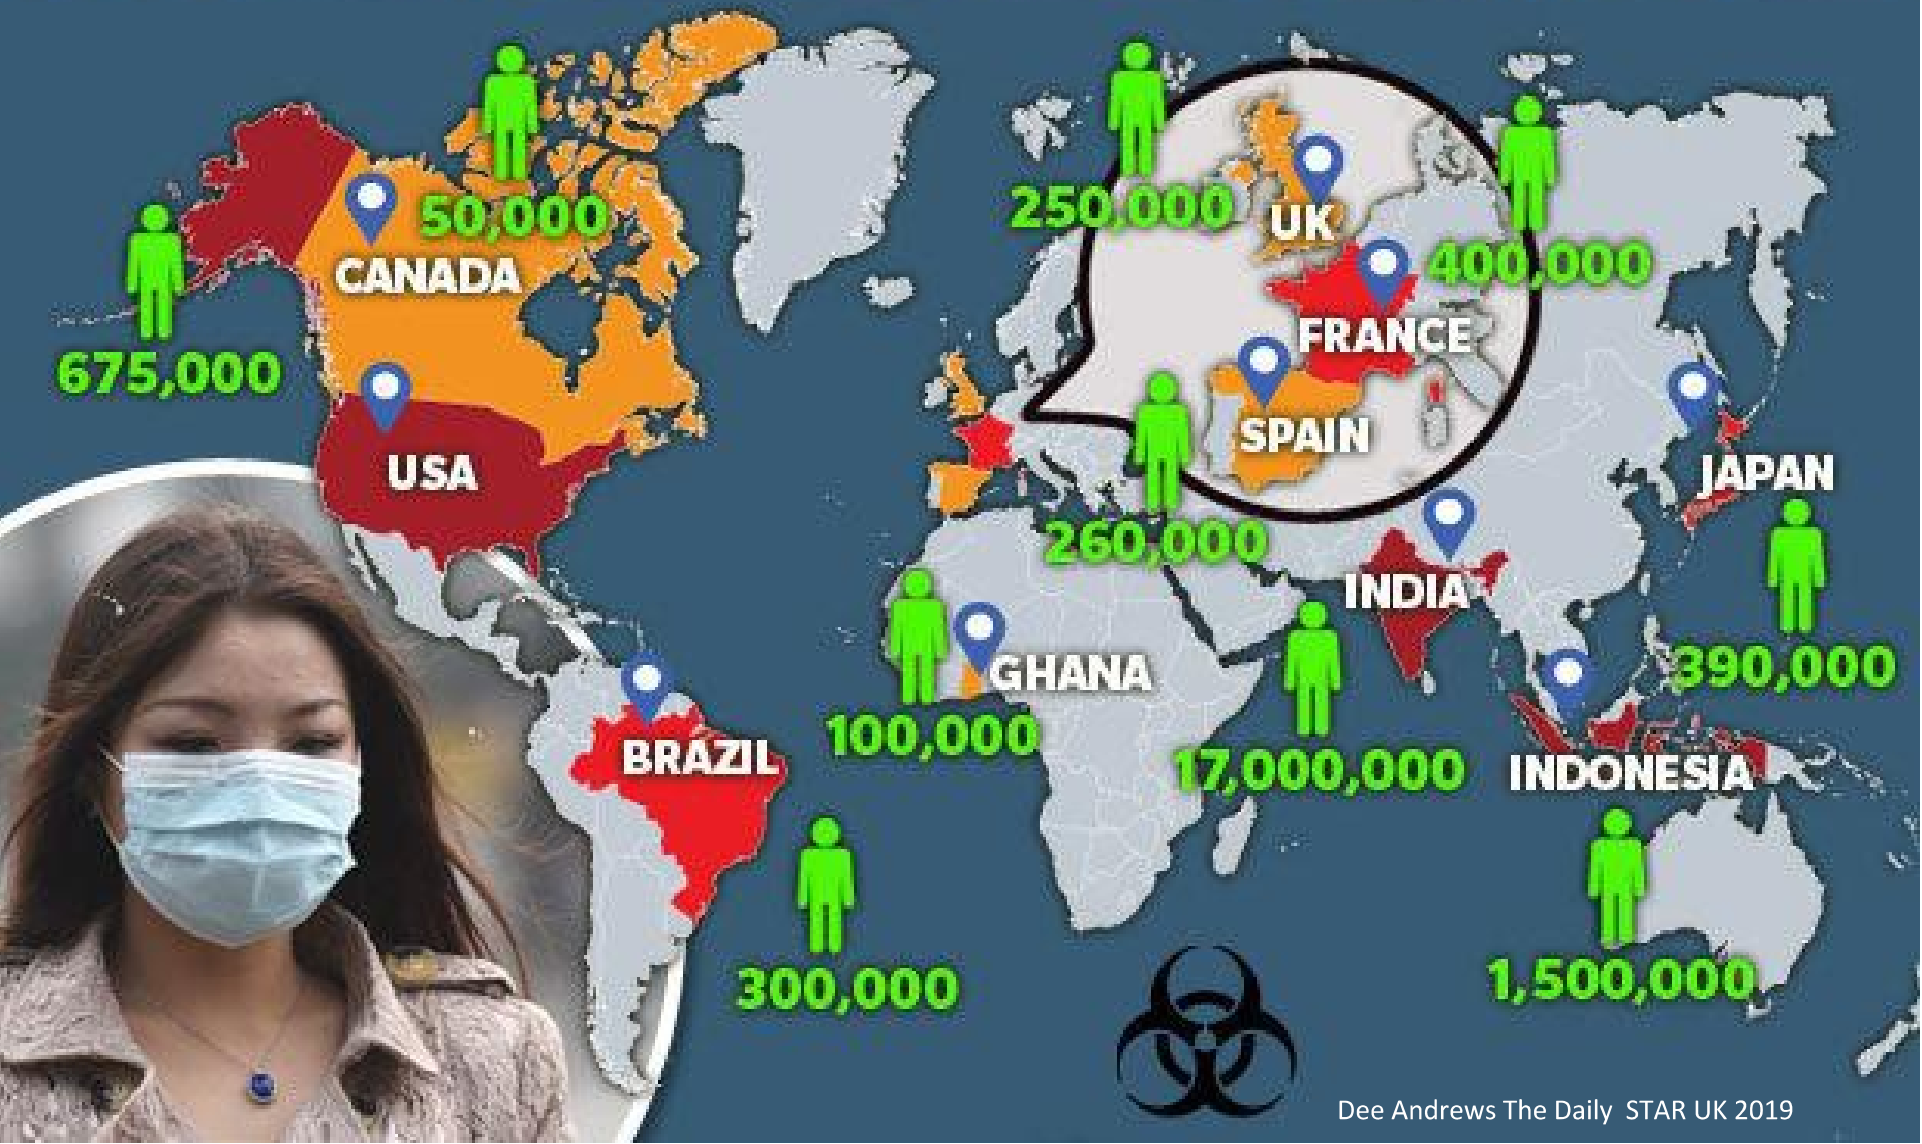 50,000
CANADA
675,000
USA
250,000
UK
400,000
FRANCE
SPAIN
260,000
JAPAN
390,000
INDIA
GHANA
100,000
17,000,000
BRAZIL
300,000
INDONESIA
1,500,000
Dee Andrews The Daily STAR UK 2019